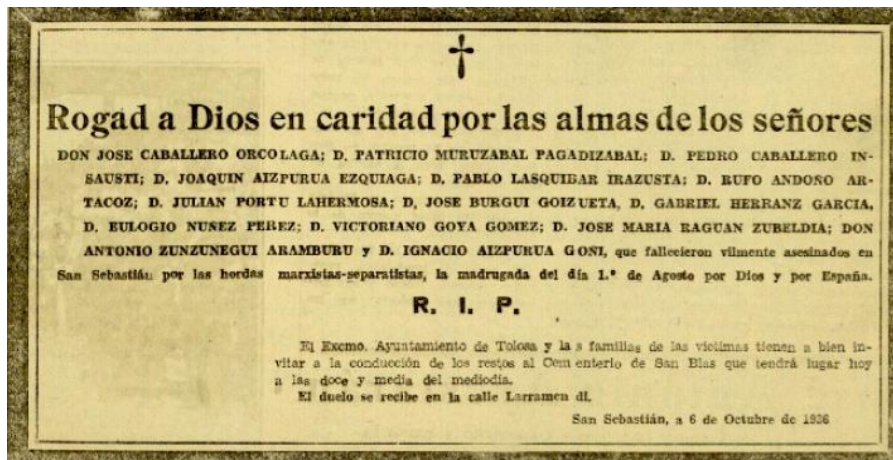 Rogad a Dios en caridad por las almas de los señores
DON JOSE CABALLERO ORCOLAGA; D. PATRICIO MURUZABAL PAGADIZABAL; D. PEDRO CABALLERO IN-
SAUSTI; D. JOAQUIN AIZPURUA EZQUIAGA; D. PABLO LASQUIBAR IRAZUSTA; D. RUFO ANDOÑO AR-
TACOZ; D. JULIAN PORTU LAHERMOSA; D, JOSE BURGUI GOIZUETA, D. GABRIEL HERRANZ GARCIA,
D. EULOGIO NUÑEZ PEREZ; D. VICTORIANO GOYA GOMEZ; D. JOSE MARIA RAGUAN ZUBELDIA; DON
ANTONIO ZUNZUNEGUI ARAMBURU y D. IGNACIO AIZPURUA GOÑI, que fallecieron vilmente asesinados en
San Sebastián por las hordas marxistas-separatistas, la madrugada del día 1.º de Agosto por Dios y por España.
R. I. P.
El Excmo. Ayuntamiento de Tolosa y la s familias de las víctimas tienen a bien in-
vitar a la conducción de los restos al Cem enterio de San Blas que tendrá lugar hoy
a las doce y media del mediodía.
El duelo se recibe en la calle Larramen di.
San Sebastián, a 6 de Octubre de 1936